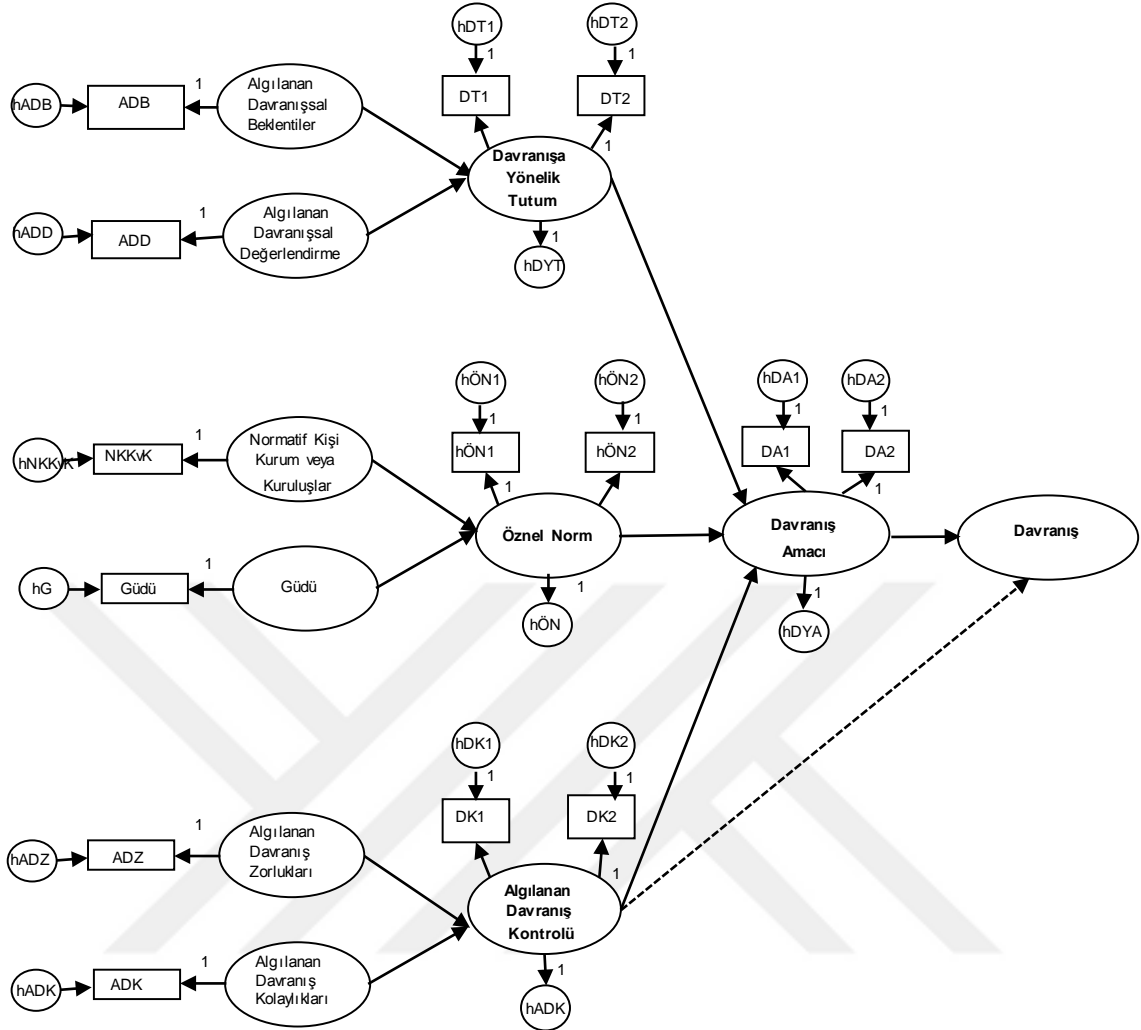 hDT1
hDT2
1
1
DT1
DT2
hADB
ADB
1
Algılanan
Davranışsal
Beklentiler
1
Davranışa
Yönelik
Tutum
hADD
ADD
1
Algılanan
Davranışsal
Değerlendirme
1
hDYT
hÖN1
hÖN2
1
1
hÖN1
hÖN2
hDA1
hDA2
1
1
DA1
DA2
hNKKvK
NKKvK
1
Normatif Kişi
Kurum veya
Kuruluşlar
1
1
Öznel Norm
Davranış
Amacı
Davranış
hG
Güdü
1
Güdü
1
hÖN
1
hDYA
hDK1
hDK2
1
1
DK1
DK2
hADZ
ADZ
1
Algılanan
Davranış
Zorlukları
1
Algılanan
Davranış
Kontrolü
hADK
ADK
1
Algılanan
Davranış
Kolaylıkları
1
hADK